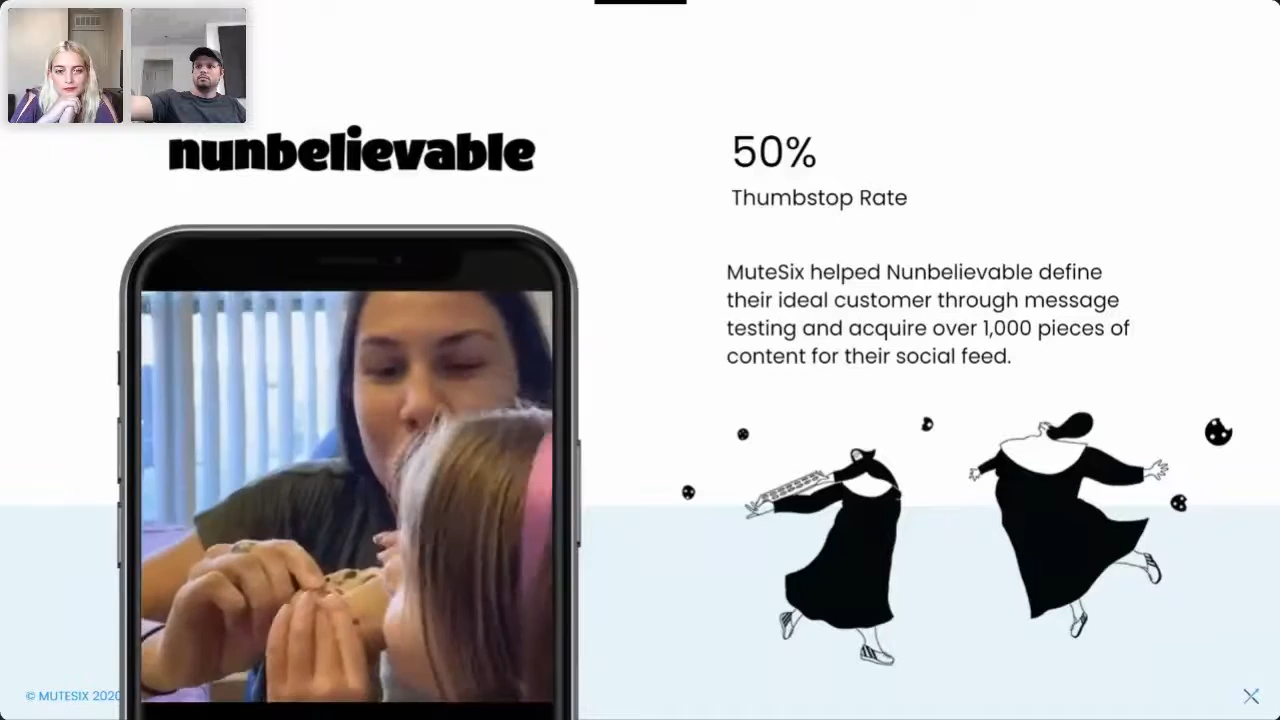 nunbelievable
50%
Thumbstop Rate
MuteSix helped Nunbelievable define
their ideal customer through message
testing and acquire over 1,000 pieces of
content for their social feed.
© MUTESIX 2020